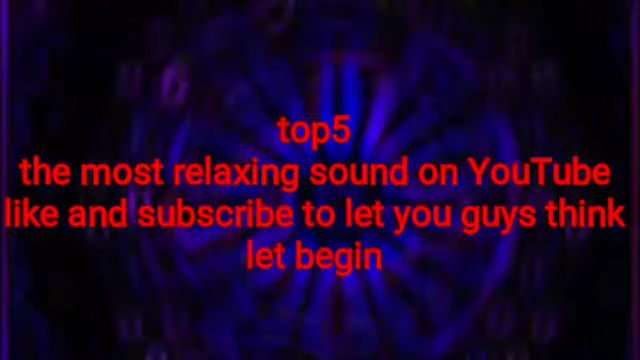 top5
the most relaxing sound on YouTube
like and subscribe to let you guys think
let begin